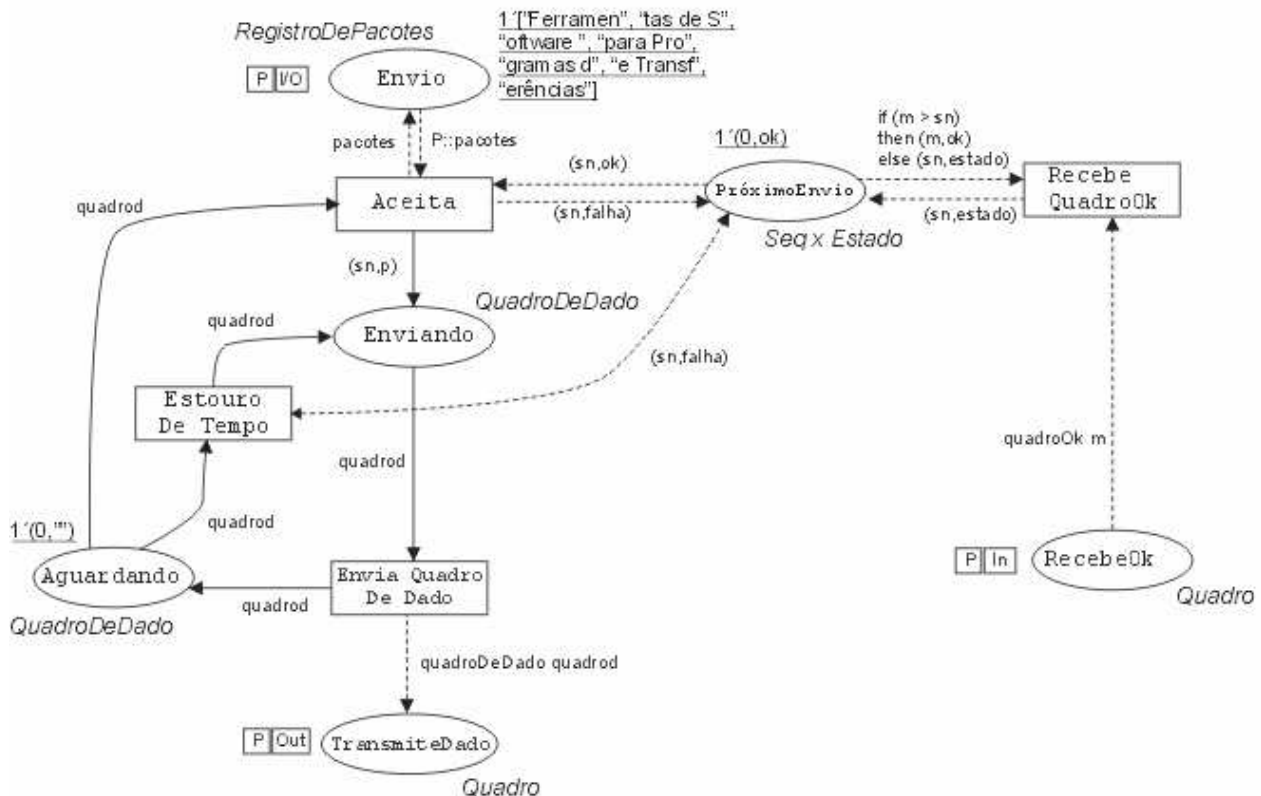 RegistroDePacotes
1´["Ferramen", "tas de S",
"oftware ", "para Pro",
"gramas d", "e Transf",
"erências"]
P I/O
Envio
pacotes
P::pacotes
1´(0,ok)
if (m > sn)
then (m,ok)
else (sn,estado)
(sn,ok)
quadrod
Aceita
(sn,falha)
PróximoEnvio
Recebe
QuadroOk
(sn,estado)
Seq x Estado
(sn,p)
QuadroDeDado
quadrod
Enviando
(sn,falha)
Estouro
De Tempo
quadrod
quadroOk m
quadrod
1´(0,"")
Aguardando
QuadroDeDado
quadrod
Envia Quadro
De Dado
P In
RecebeOk
Quadro
quadroDeDado quadrod
P Out
TransmiteDado
Quadro